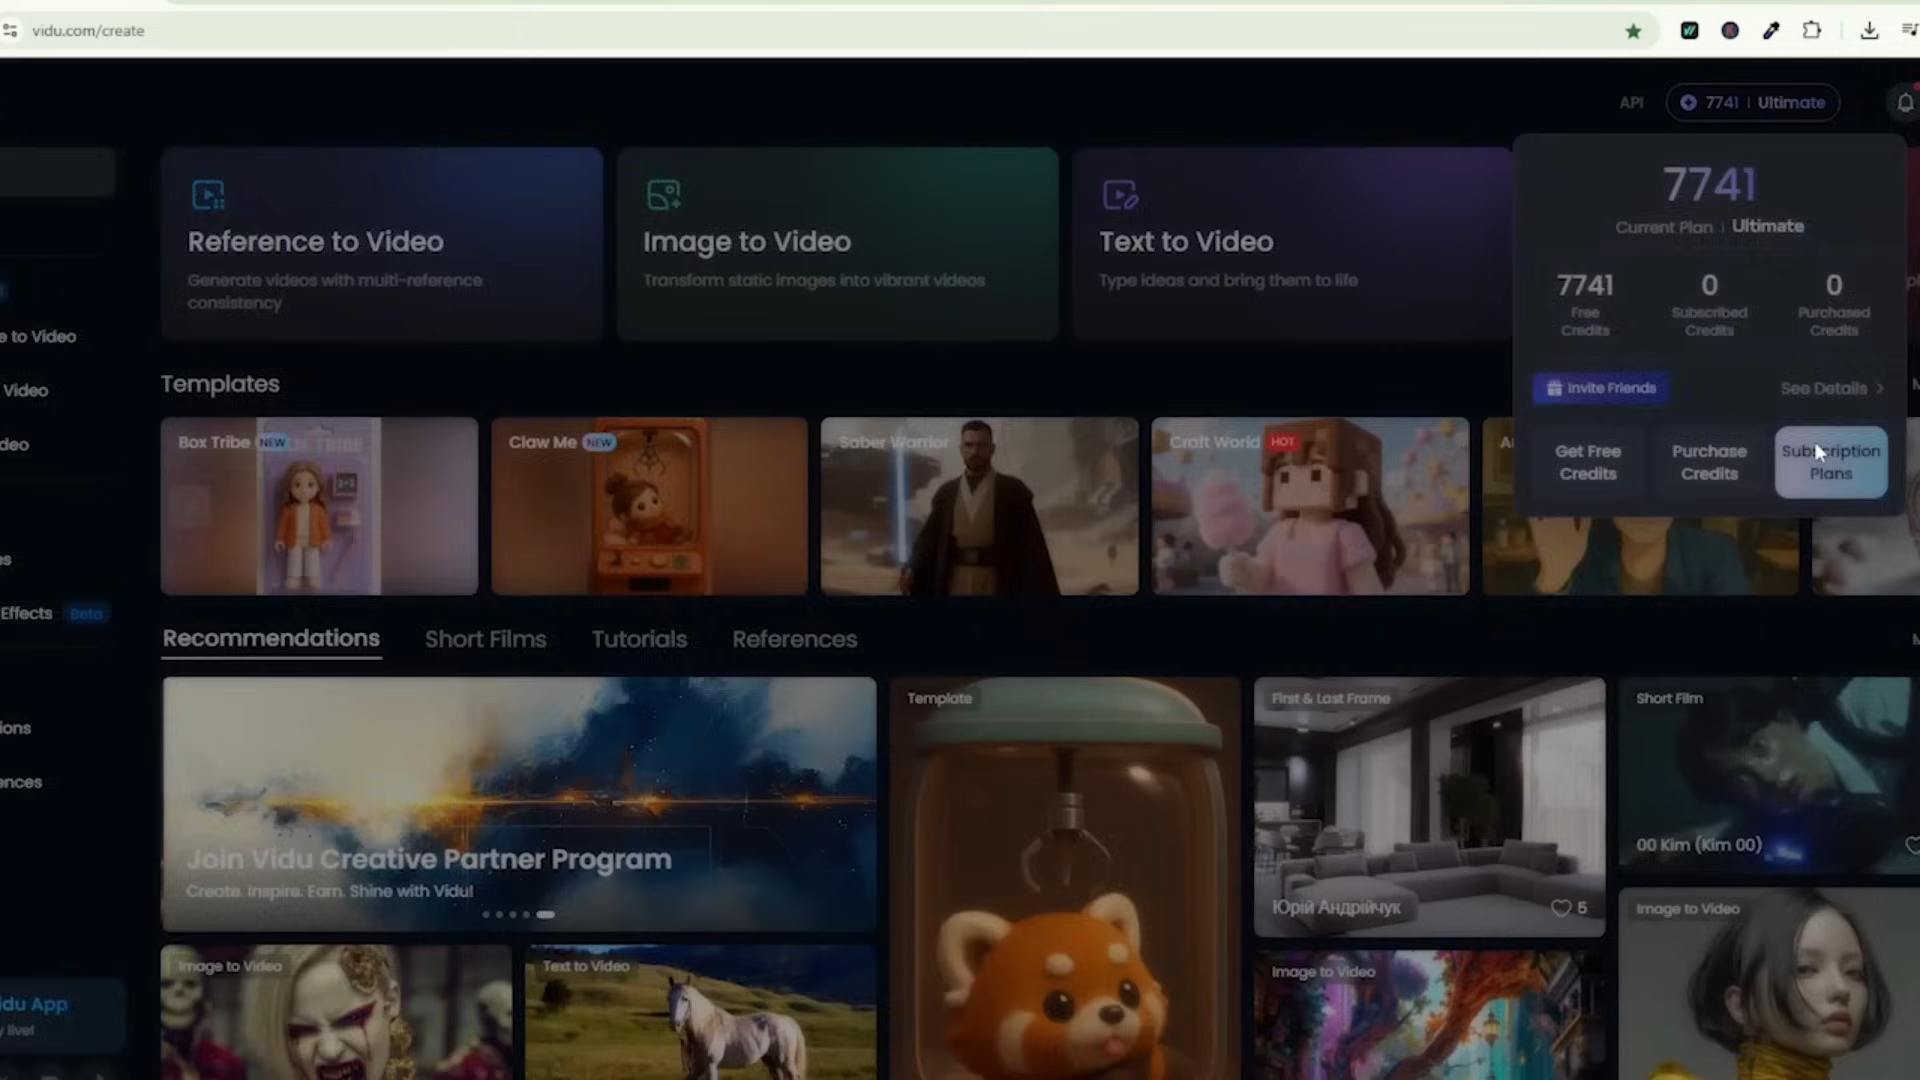 vidu.com/create
API
7741 | Ultimate
7741
Current Plan | Ultimate
7741
Free
Credits
0
Subscribed
Credits
0
Purchased
Credits
Invite Friends
See Details >
Get Free
Credits
Purchase
Credits
Subscription
Plans
Reference to Video
Generate videos with multi-reference
consistency
Image to Video
Transform static images into vibrant videos
Text to Video
Type ideas and bring them to life
e to Video
Video
deo
es
Effects Beta
ions
ences
idu App
y live!
Templates
Box Tribe NEW
Claw Me NEW
Saber Warrior
Craft World HOT
Recommendations
Short Films
Tutorials
References
Join Vidu Creative Partner Program
Create. Inspire. Earn. Shine with Vidu!
Template
First & Last Frame
Юрій Андрійчук
5
Short Film
00 Kim (Kim 00)
Image to Video
Text to Video
Image to Video
Image to Video